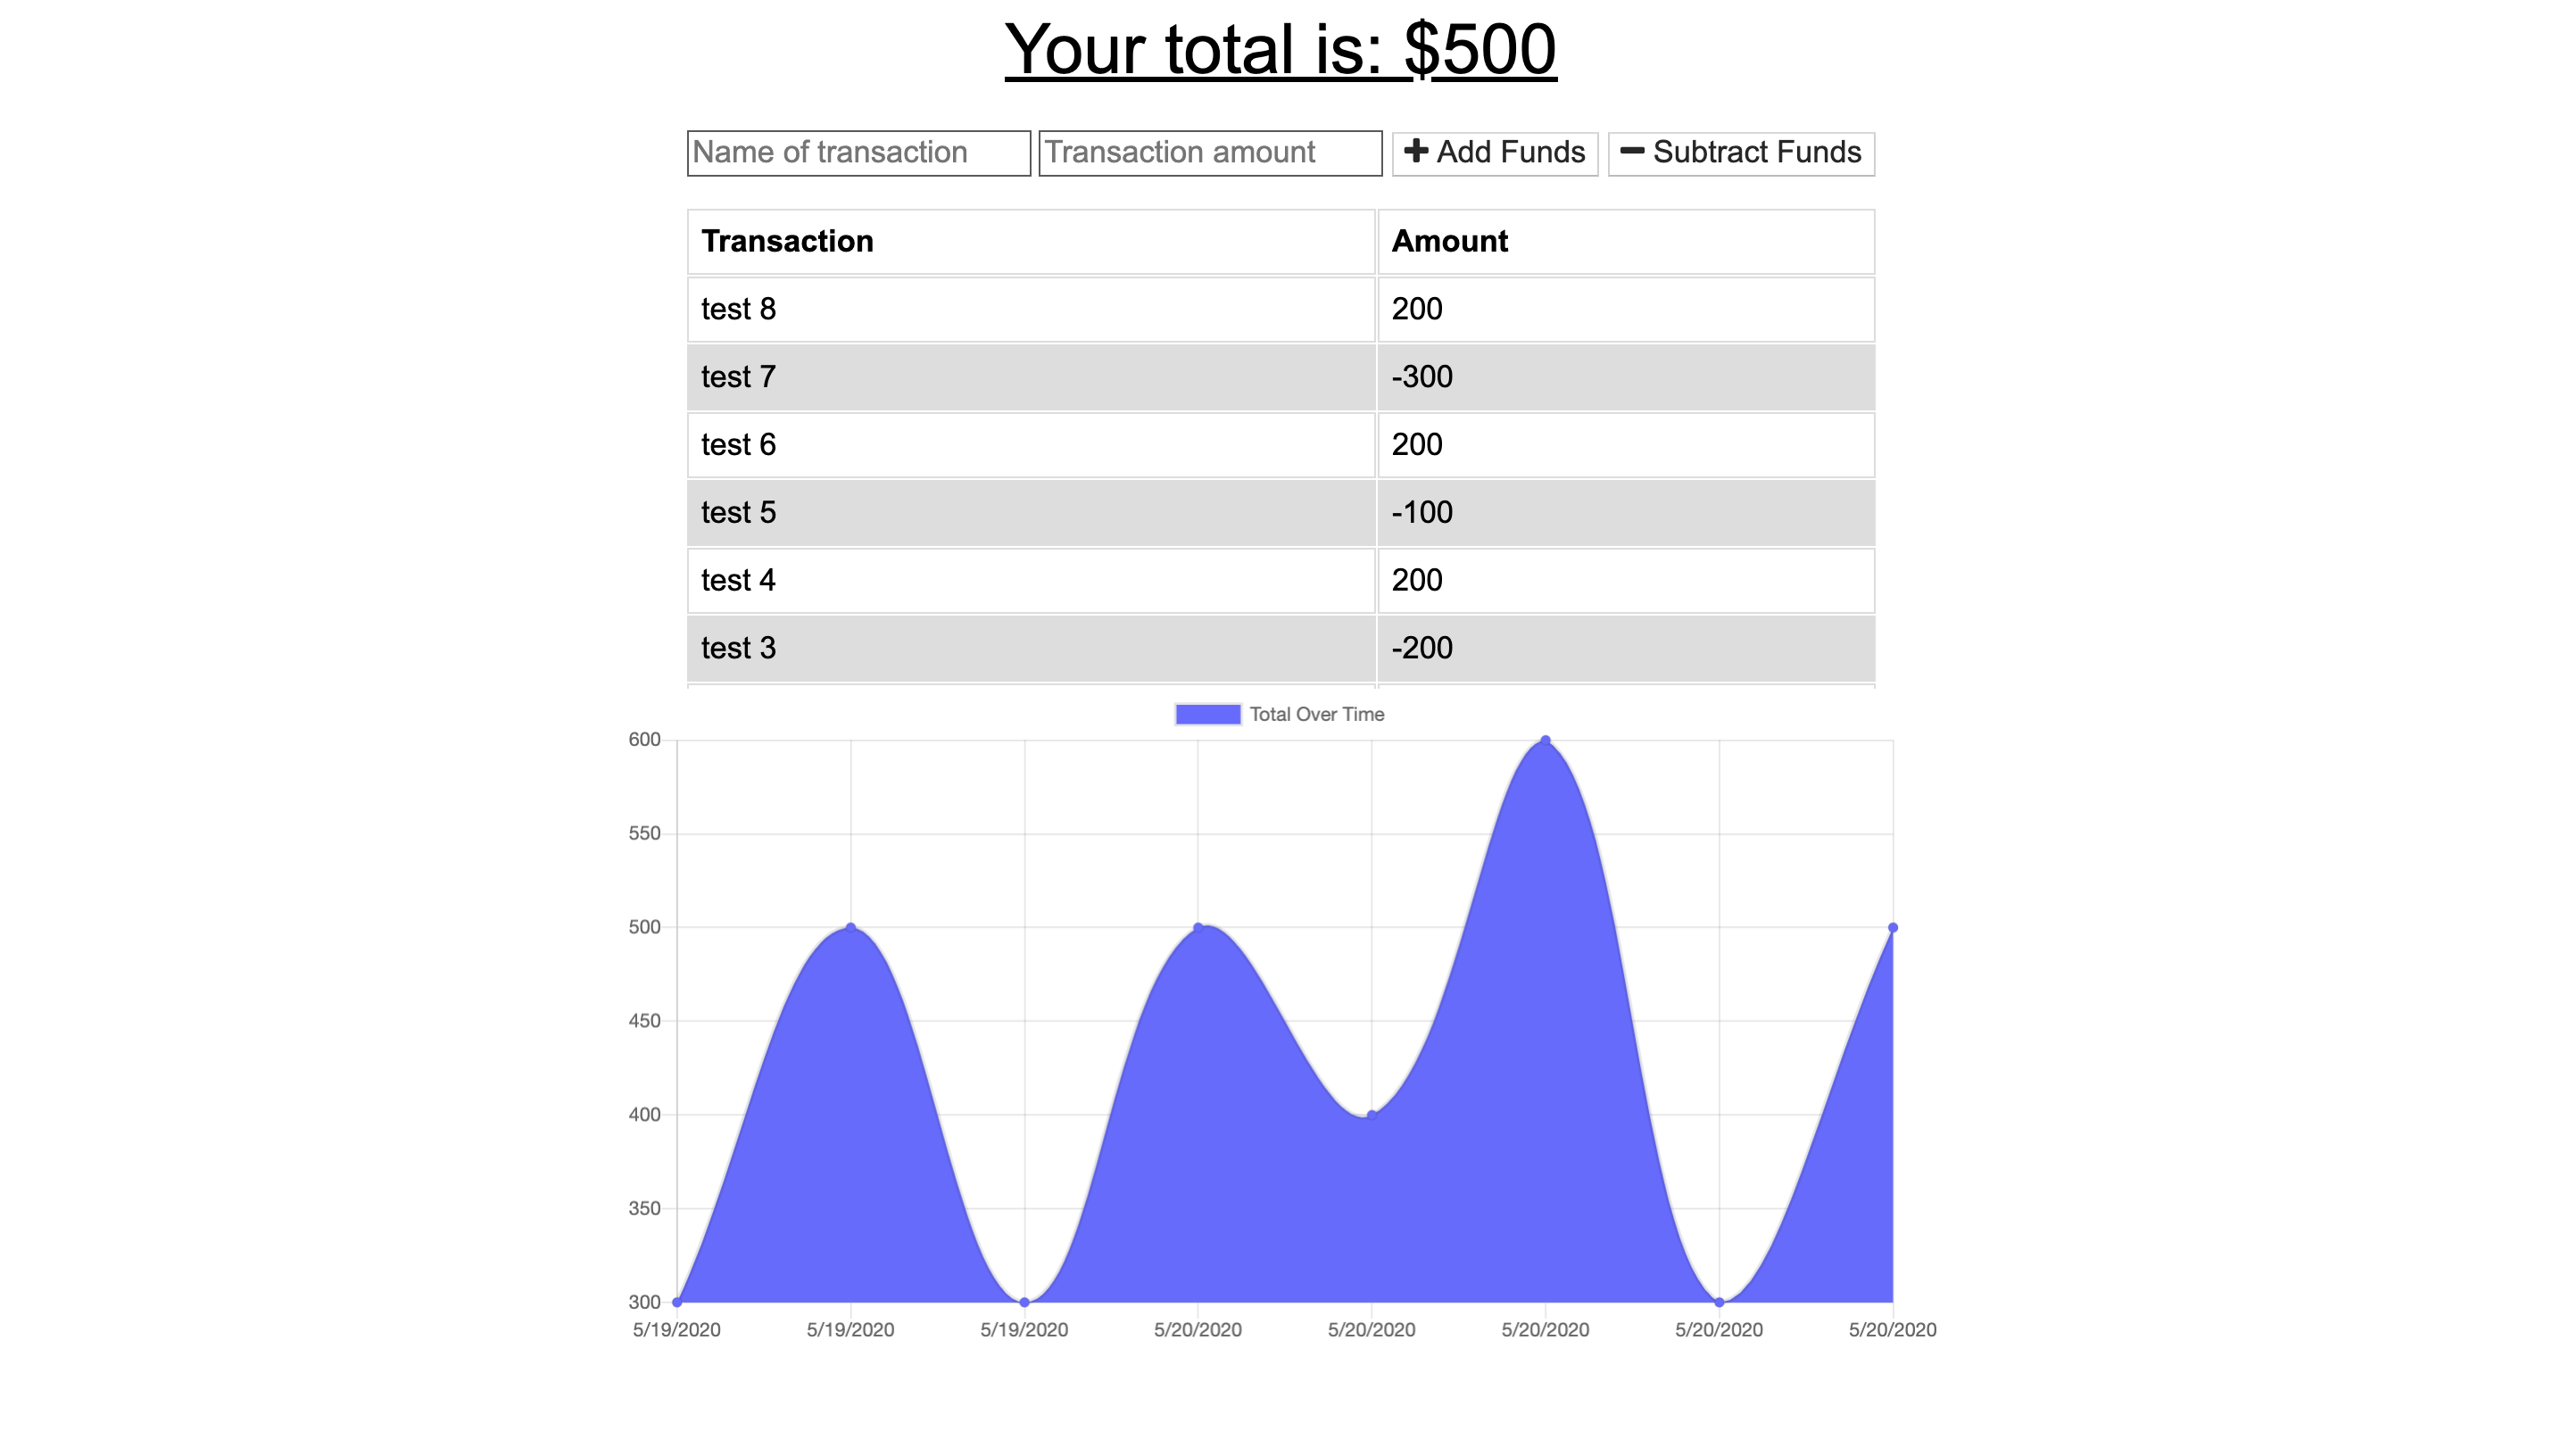 Your total is: $500
Name of transaction Transaction amount Add Funds Subtract Funds
Transaction Amount
test 8 200
test 7 -300
test 6 200
test 5 -100
test 4 200
test 3 -200
Total Over Time
600
550
500
450
400
350
300
5/19/2020 5/19/2020 5/19/2020 5/20/2020 5/20/2020 5/20/2020 5/20/2020 5/20/2020